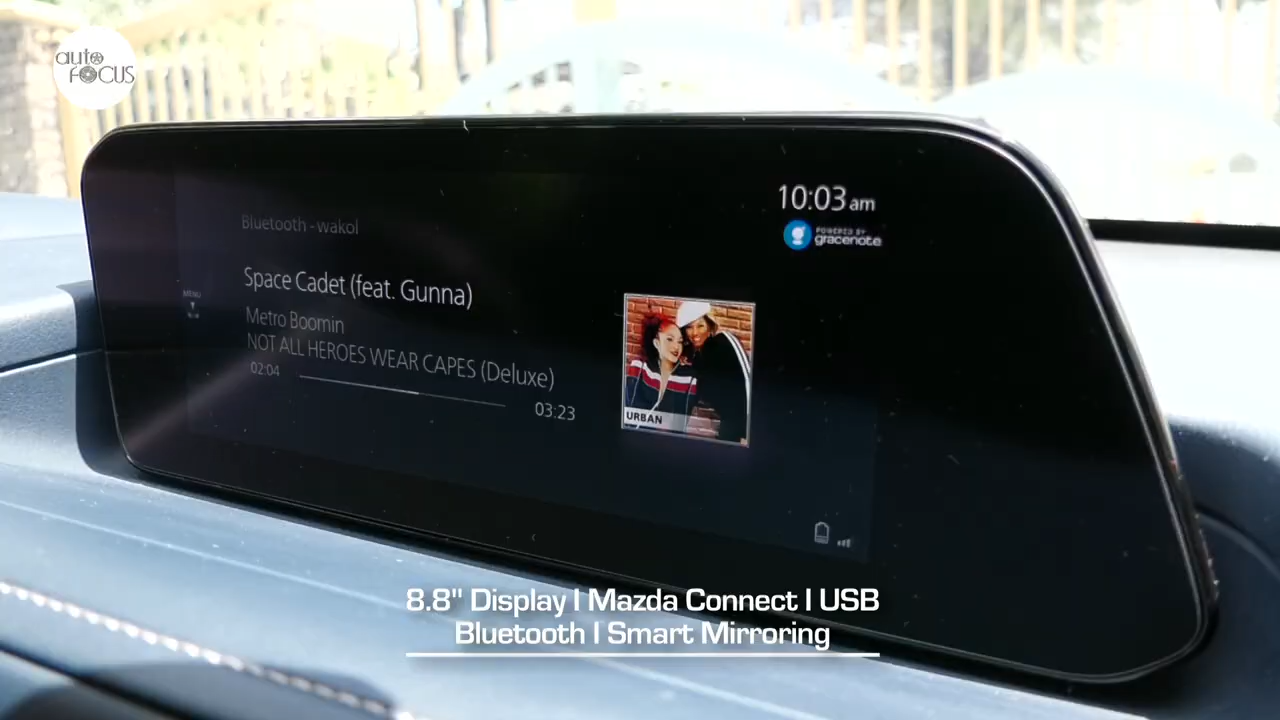 auto
FOCUS
10:03 am
POWERED BY
gracenote
Bluetooth - wakol
MENU
Space Cadet (feat. Gunna)
Metro Boomin
NOT ALL HEROES WEAR CAPES (Deluxe)
02:04
03:23
URBAN
8.8" Display | Mazda Connect | USB
Bluetooth | Smart Mirroring